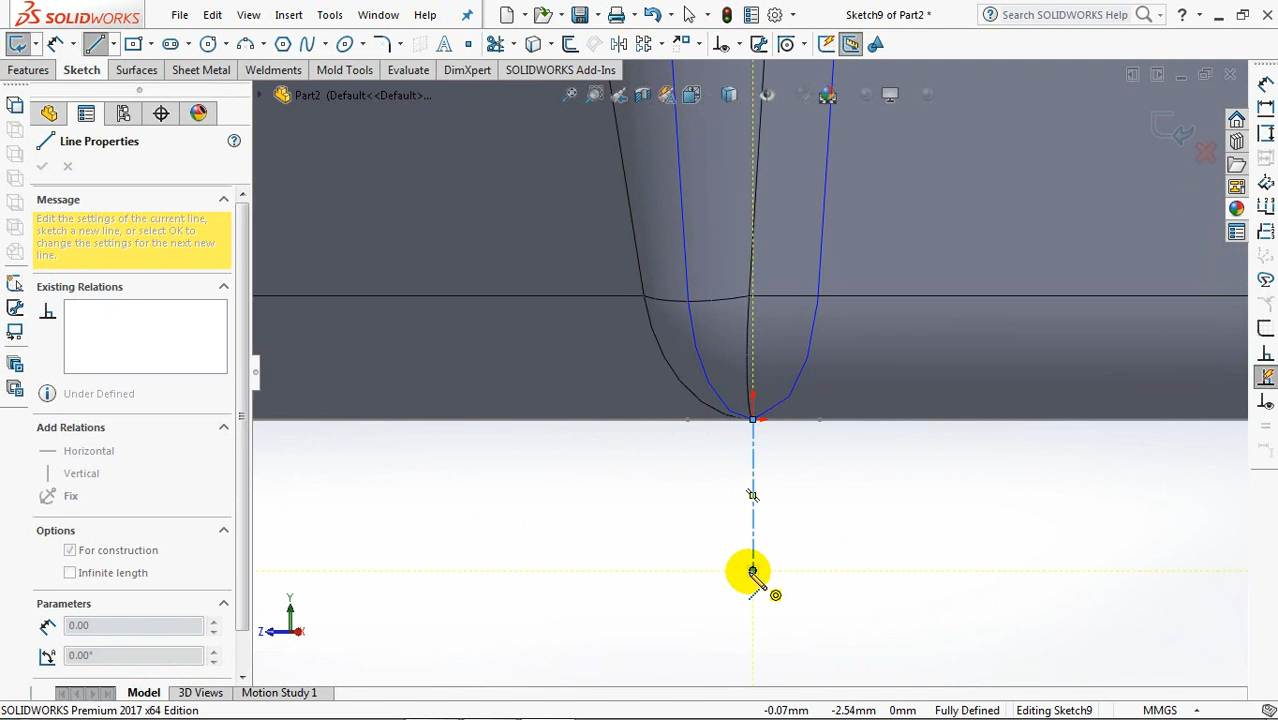 SOLIDWORKS
File Edit View Insert Tools Window Help
Sketch9 of Part2 *
Search SOLIDWORKS Help
?
Features Sketch Surfaces Sheet Metal Weldments Mold Tools Evaluate DimXpert SOLIDWORKS Add-Ins
Part2 (Default<<Default>...
Line Properties
?
Message
Edit the settings of the current line,
sketch a new line, or select OK to
change the settings for the next new
line.
Existing Relations
Under Defined
Add Relations
Horizontal
Vertical
Fix
Options
For construction
Infinite length
Parameters
0.00
0.00°
Y
Z
X
Model 3D Views Motion Study 1
SOLIDWORKS Premium 2017 x64 Edition
-0.07mm -2.54mm 0mm Fully Defined Editing Sketch9 MMGS